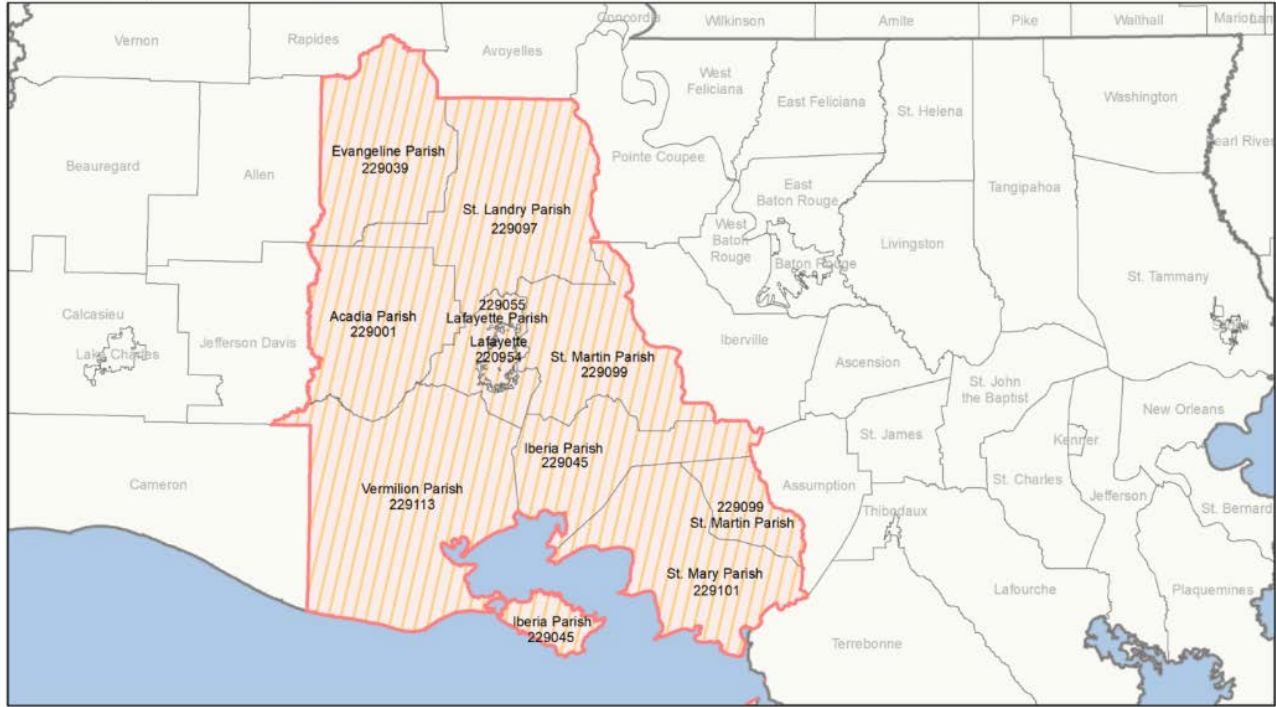 Concordia
Wilkinson
Amite
Pike
Walthall
Marion
Vernon
Rapides
Avoyelles
West
Feliciana
East Feliciana
St. Helena
Washington
Pearl River
Evangeline Parish
229039
Beauregard
Allen
Pointe Coupee
East
Baton Rouge
Tangipahoa
St. Landry Parish
229097
West
Baton
Rouge
Baton Rouge
Livingston
St. Tammany
Calcasieu
Lake Charles
Jefferson Davis
Acadia Parish
229001
229055
Lafayette Parish
Lafayette
220954
St. Martin Parish
229099
Iberville
Ascension
St. John
the Baptist
New Orleans
St. James
Kenner
Iberia Parish
229045
Cameron
Vermilion Parish
229113
Assumption
St. Charles
Jefferson
St. Bernard
229099
St. Martin Parish
Thibodaux
St. Mary Parish
229101
Lafourche
Plaquemines
Iberia Parish
229045
Terrebonne